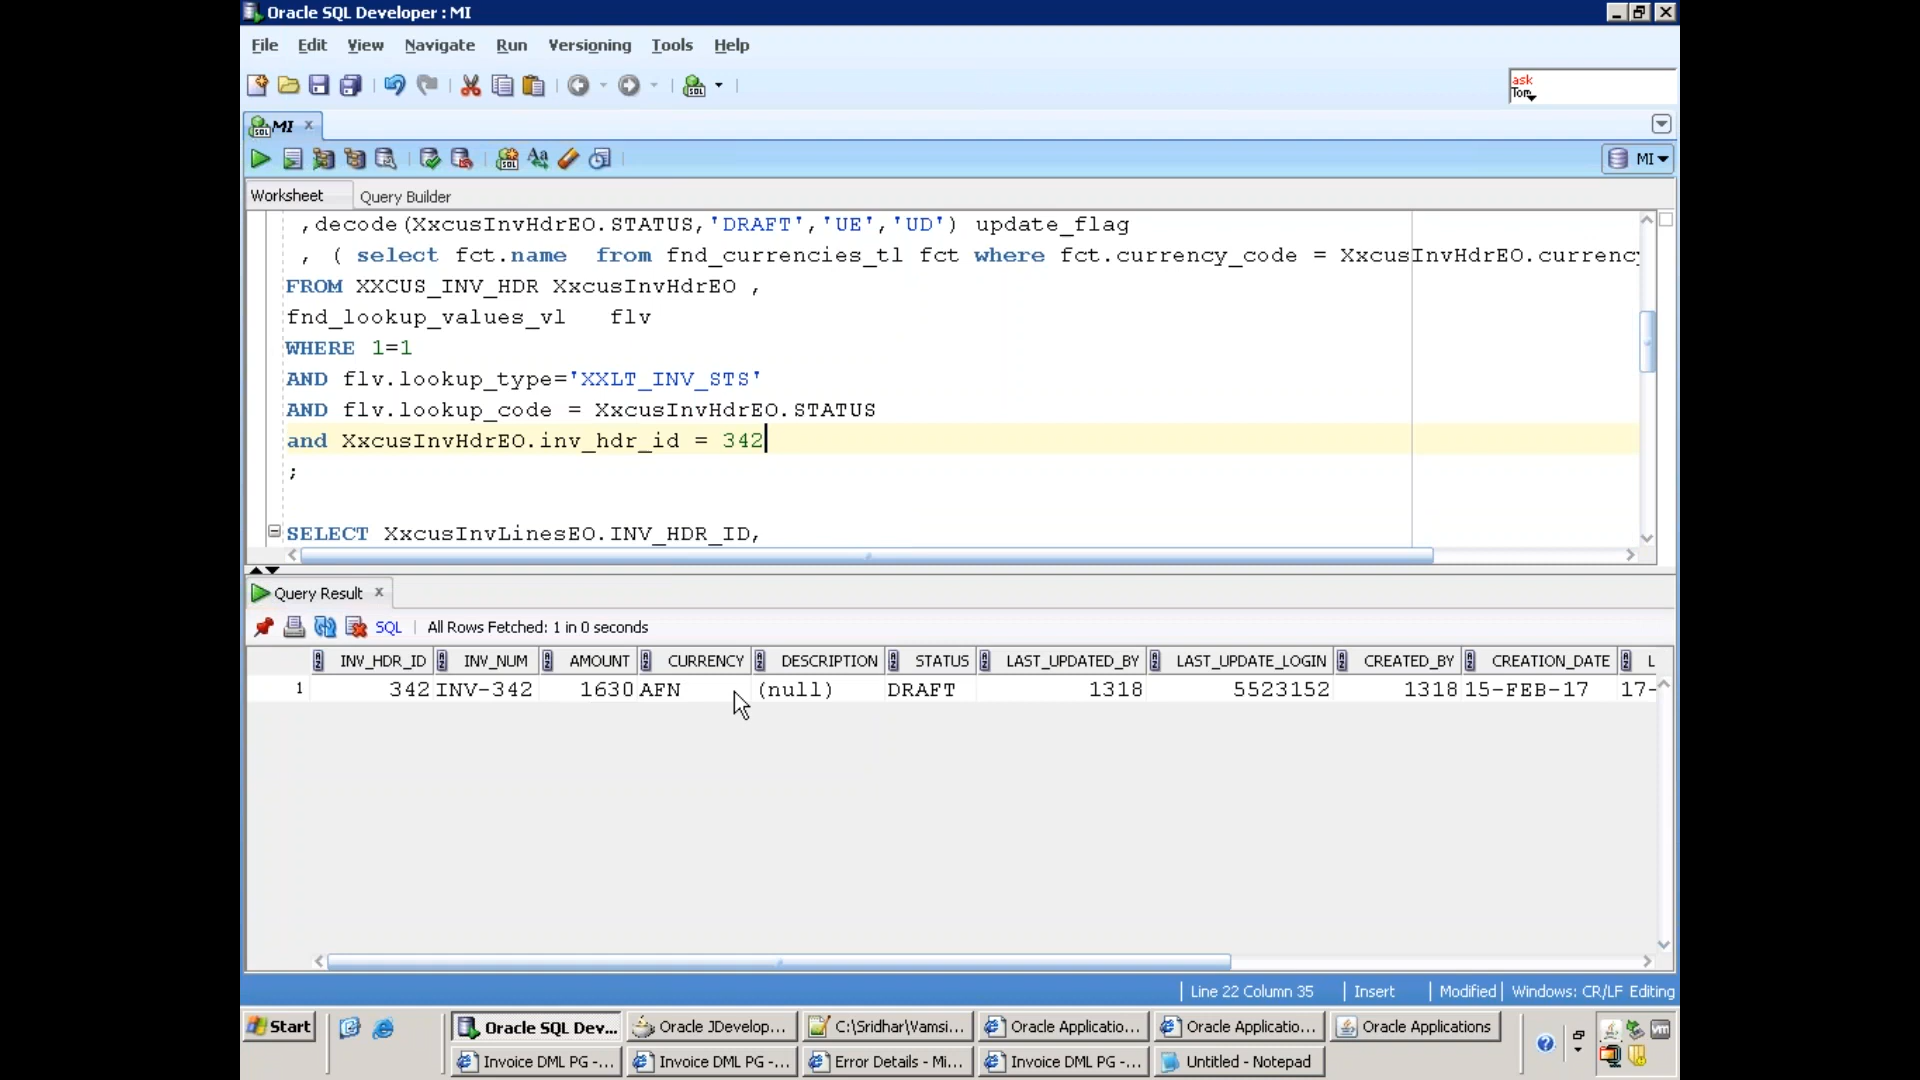 Oracle SQL Developer : MI
File Edit View Navigate Run Versioning Tools Help
ask
Tom
MI
MI
Worksheet Query Builder
,decode(XxcusInvHdrEO.STATUS,'DRAFT','UE','UD') update_flag
, ( select fct.name from fnd_currencies_tl fct where fct.currency_code = XxcusInvHdrEO.currency
FROM XXCUS_INV_HDR XxcusInvHdrEO ,
fnd_lookup_values_vl flv
WHERE 1=1
AND flv.lookup_type='XXLT_INV_STS'
AND flv.lookup_code = XxcusInvHdrEO.STATUS
and XxcusInvHdrEO.inv_hdr_id = 342
;
SELECT XxcusInvLinesEO.INV_HDR_ID,
Query Result
SQL All Rows Fetched: 1 in 0 seconds
INV_HDR_ID INV_NUM AMOUNT CURRENCY DESCRIPTION STATUS LAST_UPDATED_BY LAST_UPDATE_LOGIN CREATED_BY CREATION_DATE L
1 342 INV-342 1630 AFN (null) DRAFT 1318 5523152 1318 15-FEB-17 17-
Line 22 Column 35 Insert Modified Windows: CR/LF Editing
Start Oracle SQL Dev... Oracle JDevelop... C:\Sridhar\Vamsi... Oracle Applicatio... Oracle Applicatio... Oracle Applications
Invoice DML PG -... Invoice DML PG -... Error Details - Mi... Invoice DML PG -... Untitled - Notepad